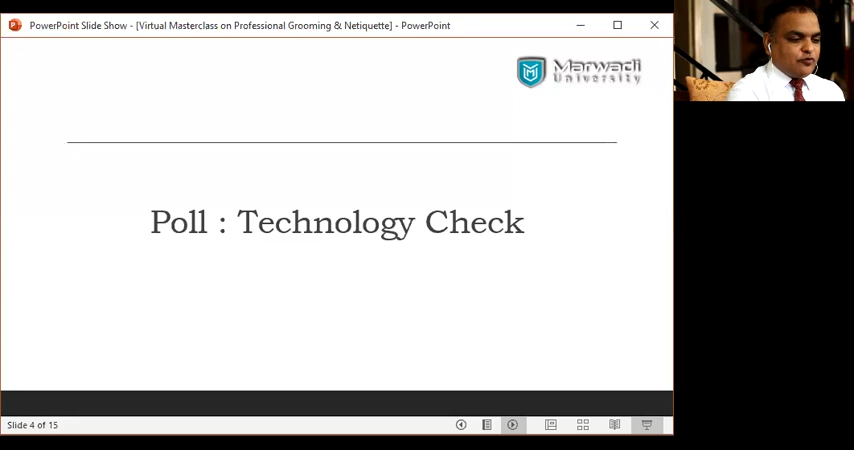 PowerPoint Slide Show - [Virtual Masterclass on Professional Grooming & Netiquette] - PowerPoint
Marwadi
University
Poll : Technology Check
Slide 4 of 15